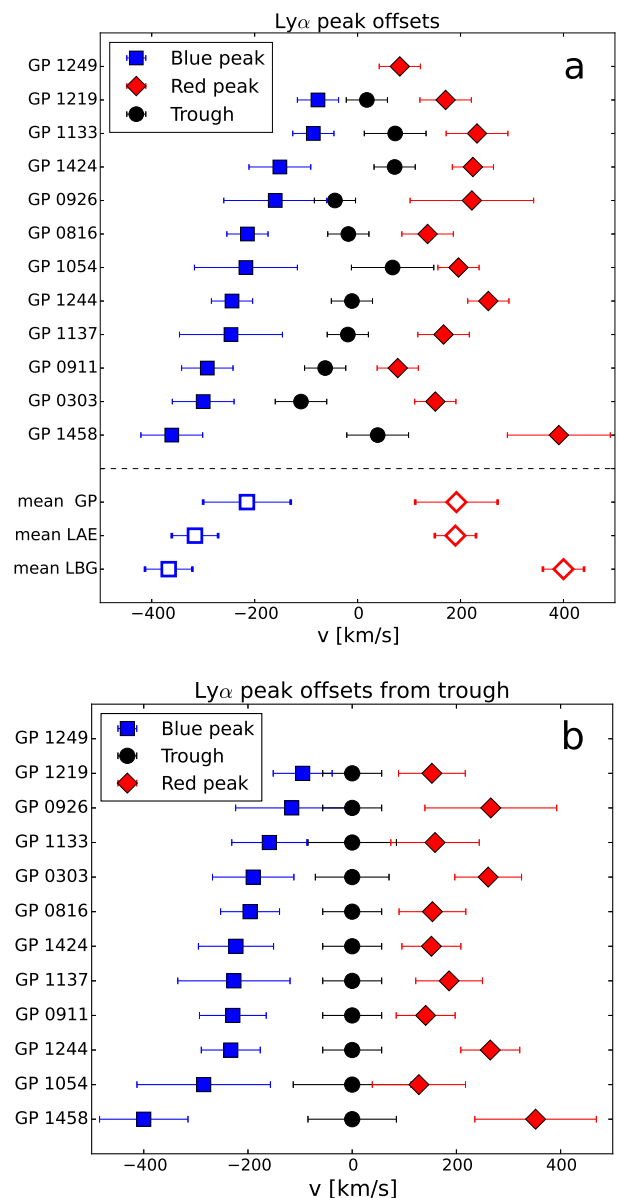 Lyα peak offsets
a
Blue peak
Red peak
Trough
GP 1249
GP 1219
GP 1133
GP 1424
GP 0926
GP 0816
GP 1054
GP 1244
GP 1137
GP 0911
GP 0303
GP 1458
mean GP
mean LAE
mean LBG
−400 −200 0 200 400
v [km/s]
Lyα peak offsets from trough
b
Blue peak
Trough
Red peak
GP 1249
GP 1219
GP 0926
GP 1133
GP 0303
GP 0816
GP 1424
GP 1137
GP 0911
GP 1244
GP 1054
GP 1458
−400 −200 0 200 400
v [km/s]